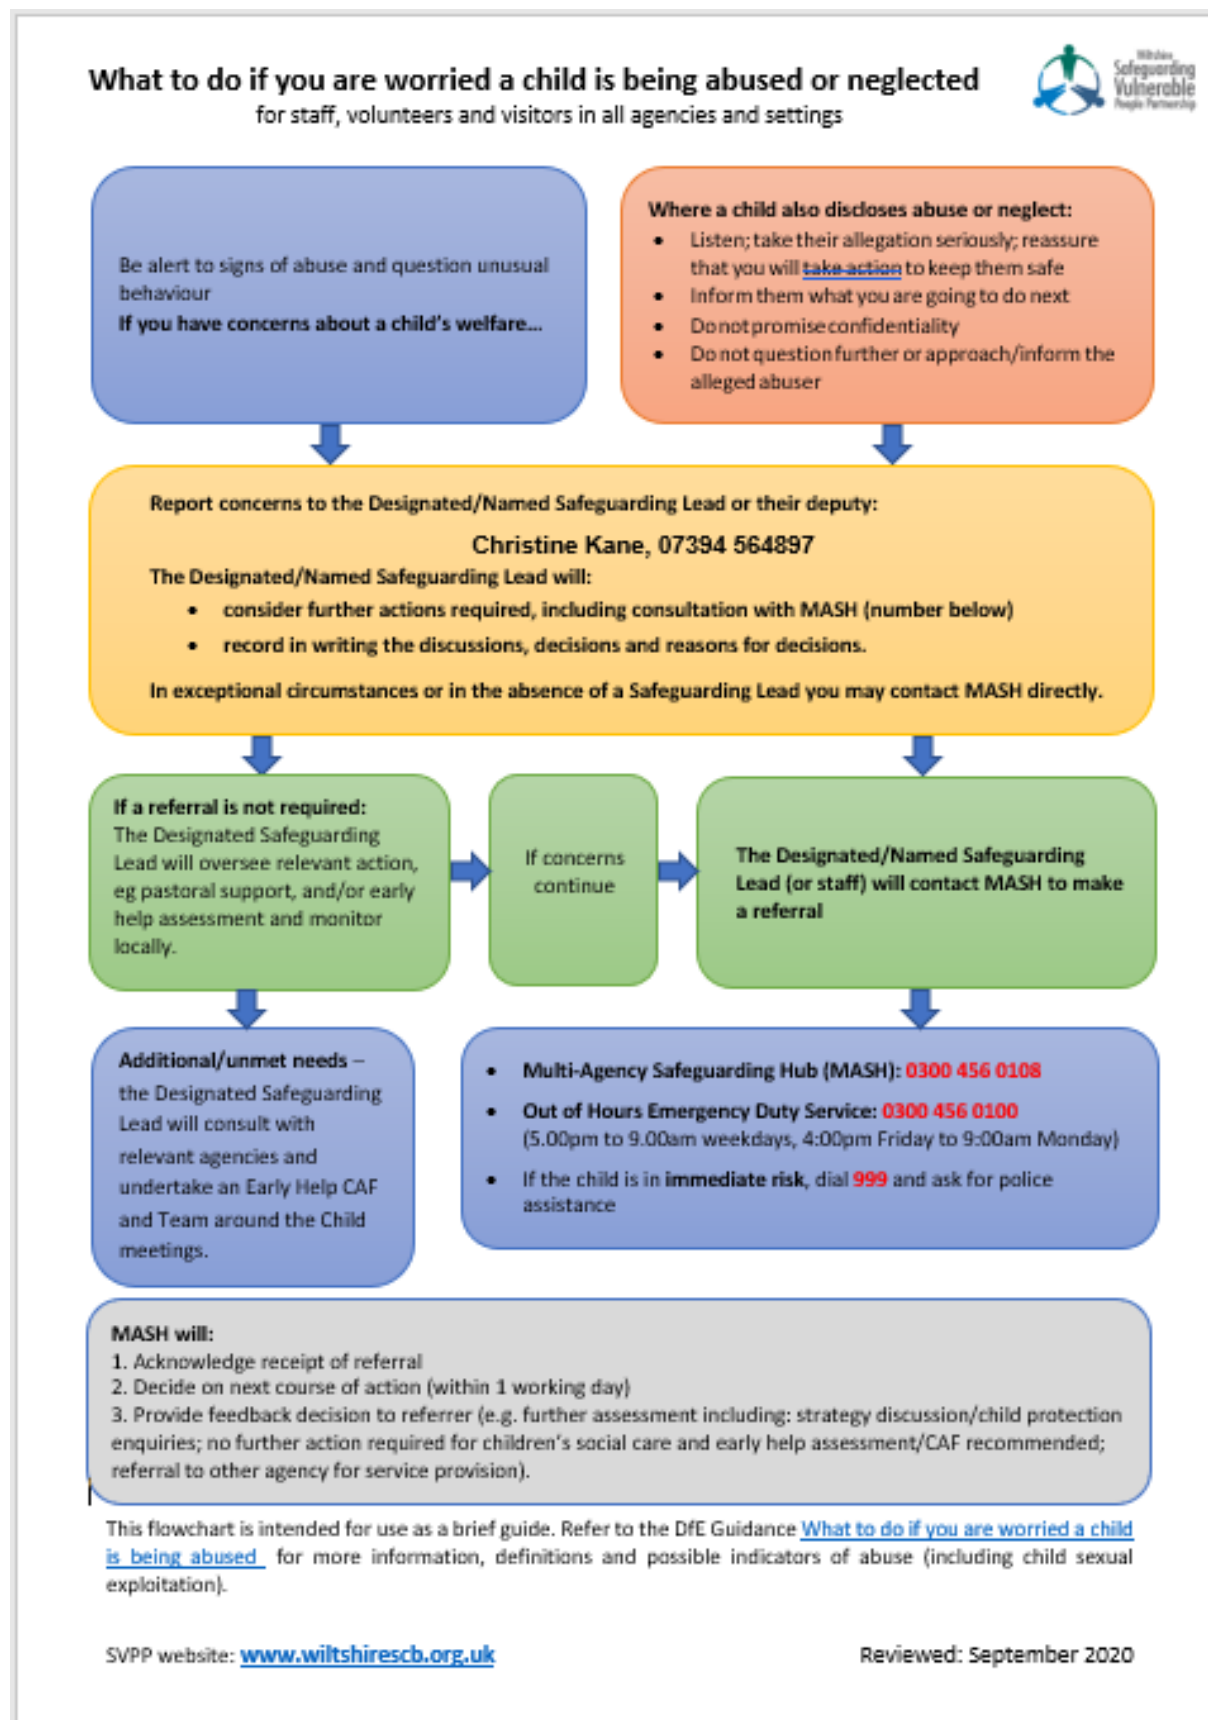 What to do if you are worried a child is being abused or neglected
for staff, volunteers and visitors in all agencies and settings
Wiltshire
Safeguarding
Vulnerable
People Partnership
Be alert to signs of abuse and question unusual
behaviour
If you have concerns about a child's welfare...
Where a child also discloses abuse or neglect:
• Listen; take their allegation seriously; reassure
that you will take action to keep them safe
• Inform them what you are going to do next
• Do not promise confidentiality
• Do not question further or approach/inform the
alleged abuser
Report concerns to the Designated/Named Safeguarding Lead or their deputy:
Christine Kane, 07394 564897
The Designated/Named Safeguarding Lead will:
• consider further actions required, including consultation with MASH (number below)
• record in writing the discussions, decisions and reasons for decisions.
In exceptional circumstances or in the absence of a Safeguarding Lead you may contact MASH directly.
If a referral is not required:
The Designated Safeguarding
Lead will oversee relevant action,
eg pastoral support, and/or early
help assessment and monitor
locally.
If concerns
continue
The Designated/Named Safeguarding
Lead (or staff) will contact MASH to make
a referral
Additional/unmet needs –
the Designated Safeguarding
Lead will consult with
relevant agencies and
undertake an Early Help CAF
and Team around the Child
meetings.
• Multi-Agency Safeguarding Hub (MASH): 0300 456 0108
• Out of Hours Emergency Duty Service: 0300 456 0100
(5.00pm to 9.00am weekdays, 4:00pm Friday to 9:00am Monday)
• If the child is in immediate risk, dial 999 and ask for police
assistance
MASH will:
1. Acknowledge receipt of referral
2. Decide on next course of action (within 1 working day)
3. Provide feedback decision to referrer (e.g. further assessment including: strategy discussion/child protection
enquiries; no further action required for children's social care and early help assessment/CAF recommended;
referral to other agency for service provision).
This flowchart is intended for use as a brief guide. Refer to the DfE Guidance What to do if you are worried a child
is being abused for more information, definitions and possible indicators of abuse (including child sexual
exploitation).
SVPP website: www.wiltshirescb.org.uk
Reviewed: September 2020